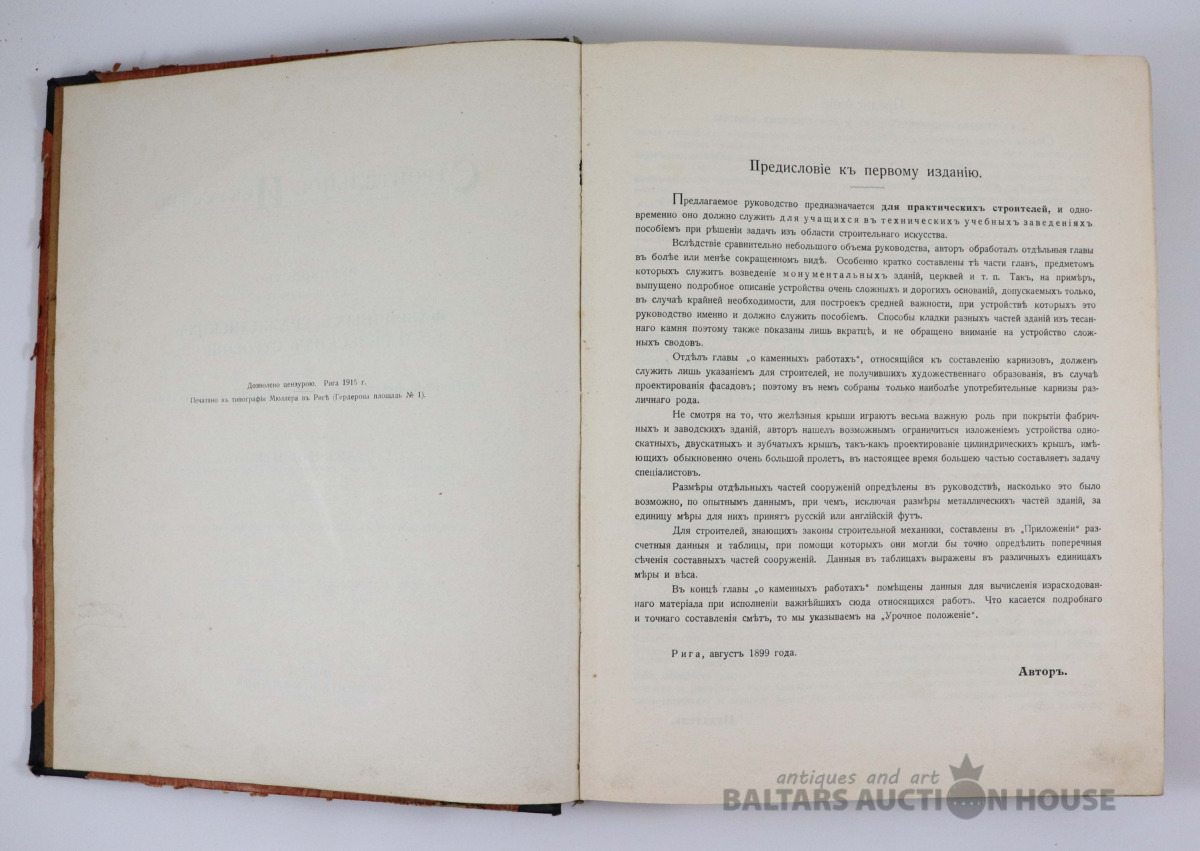 Дозволено цензурою. Рига 1915 г.
Печатано въ типографіи Мюллера въ Ригѣ (Гердерова площадь № 1).
Предисловіе къ первому изданію.
Предлагаемое руководство предназначается для практическихъ строителей, и одно-
временно оно должно служить для учащихся въ техническихъ учебныхъ заведеніяхъ
пособіемъ при рѣшеніи задачъ изъ области строительнаго искусства.
Вслѣдствіе сравнительно небольшого объема руководства, авторъ обработалъ отдѣльныя главы
въ болѣе или менѣе сокращенномъ видѣ. Особенно кратко составлены тѣ части главъ, предметомъ
которыхъ служитъ возведеніе монументальныхъ зданій, церквей и т. п. Такъ, на примѣръ,
выпущено подробное описаніе устройства очень сложныхъ и дорогихъ основаній, допускаемыхъ только,
въ случаѣ крайней необходимости, для построекъ средней важности, при устройствѣ которыхъ это
руководство именно и должно служить пособіемъ. Способы кладки разныхъ частей зданій изъ тесан-
наго камня поэтому также показаны лишь вкратцѣ, и не обращено вниманіе на устройство слож-
ныхъ сводовъ.
Отдѣлъ главы „о каменныхъ работахъ“, относящійся къ составленію карнизовъ, долженъ
служить лишь указаніемъ для строителей, не получившихъ художественнаго образованія, въ случаѣ
проектированія фасадовъ; поэтому въ немъ собраны только наиболѣе употребительные карнизы раз-
личнаго рода.
Не смотря на то, что желѣзныя крыши играютъ весьма важную роль при покрытіи фабрич-
ныхъ и заводскихъ зданій, авторъ нашелъ возможнымъ ограничиться изложеніемъ устройства одно-
скатныхъ, двускатныхъ и зубчатыхъ крышъ, такъ-какъ проектированіе цилиндрическихъ крышъ, имѣ-
ющихъ обыкновенно очень большой пролетъ, въ настоящее время большею частью составляетъ задачу
спеціалистовъ.
Размѣры отдѣльныхъ частей сооруженій опредѣлены въ руководствѣ, насколько это было
возможно, по опытнымъ даннымъ, при чемъ, исключая размѣры металлическихъ частей зданій, за
единицу мѣры для нихъ принятъ русскій или англійскій футъ.
Для строителей, знающихъ законы строительной механики, составлены въ „Приложеніи“ раз-
счетныя данныя и таблицы, при помощи которыхъ они могли бы точно опредѣлить поперечныя
сѣченія составныхъ частей сооруженій. Данныя въ таблицахъ выражены въ различныхъ единицахъ
мѣры и вѣса.
Въ концѣ главы „о каменныхъ работахъ“ помѣщены данныя для вычисленія израсходован-
наго матеріала при исполненіи важнѣйшихъ сюда относящихся работъ. Что касается подробнаго
и точнаго составленія смѣтъ, то мы указываемъ на „Урочное положеніе“.
Рига, августъ 1899 года.
Авторъ.
antiques and art
BALTARS AUCTION HOUSE